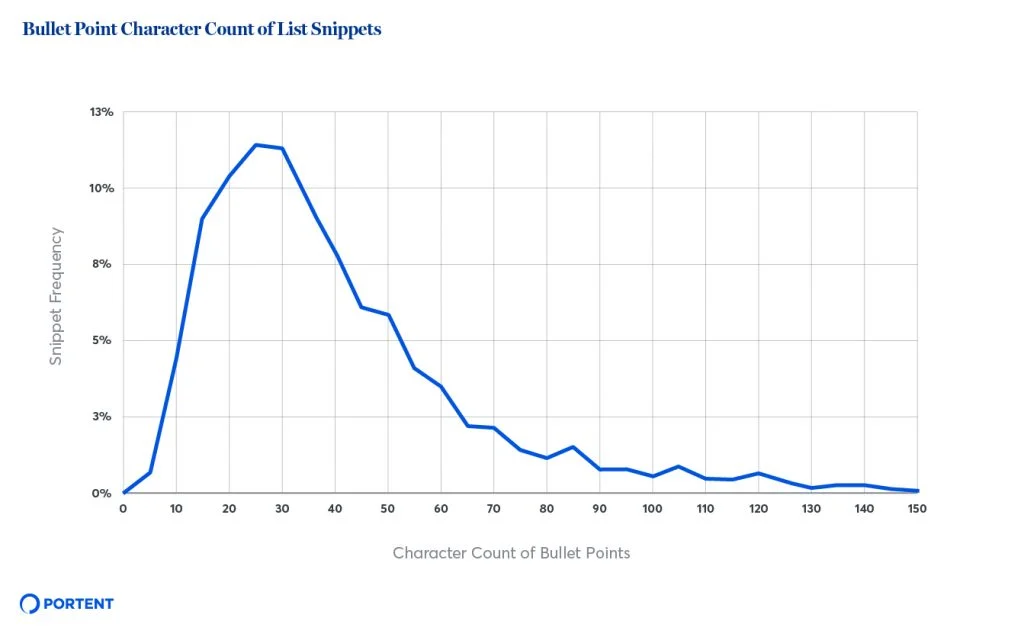 Bullet Point Character Count of List Snippets
13%
10%
8%
5%
3%
0%
Snippet Frequency
0 10 20 30 40 50 60 70 80 90 100 110 120 130 140 150
Character Count of Bullet Points
PORTENT